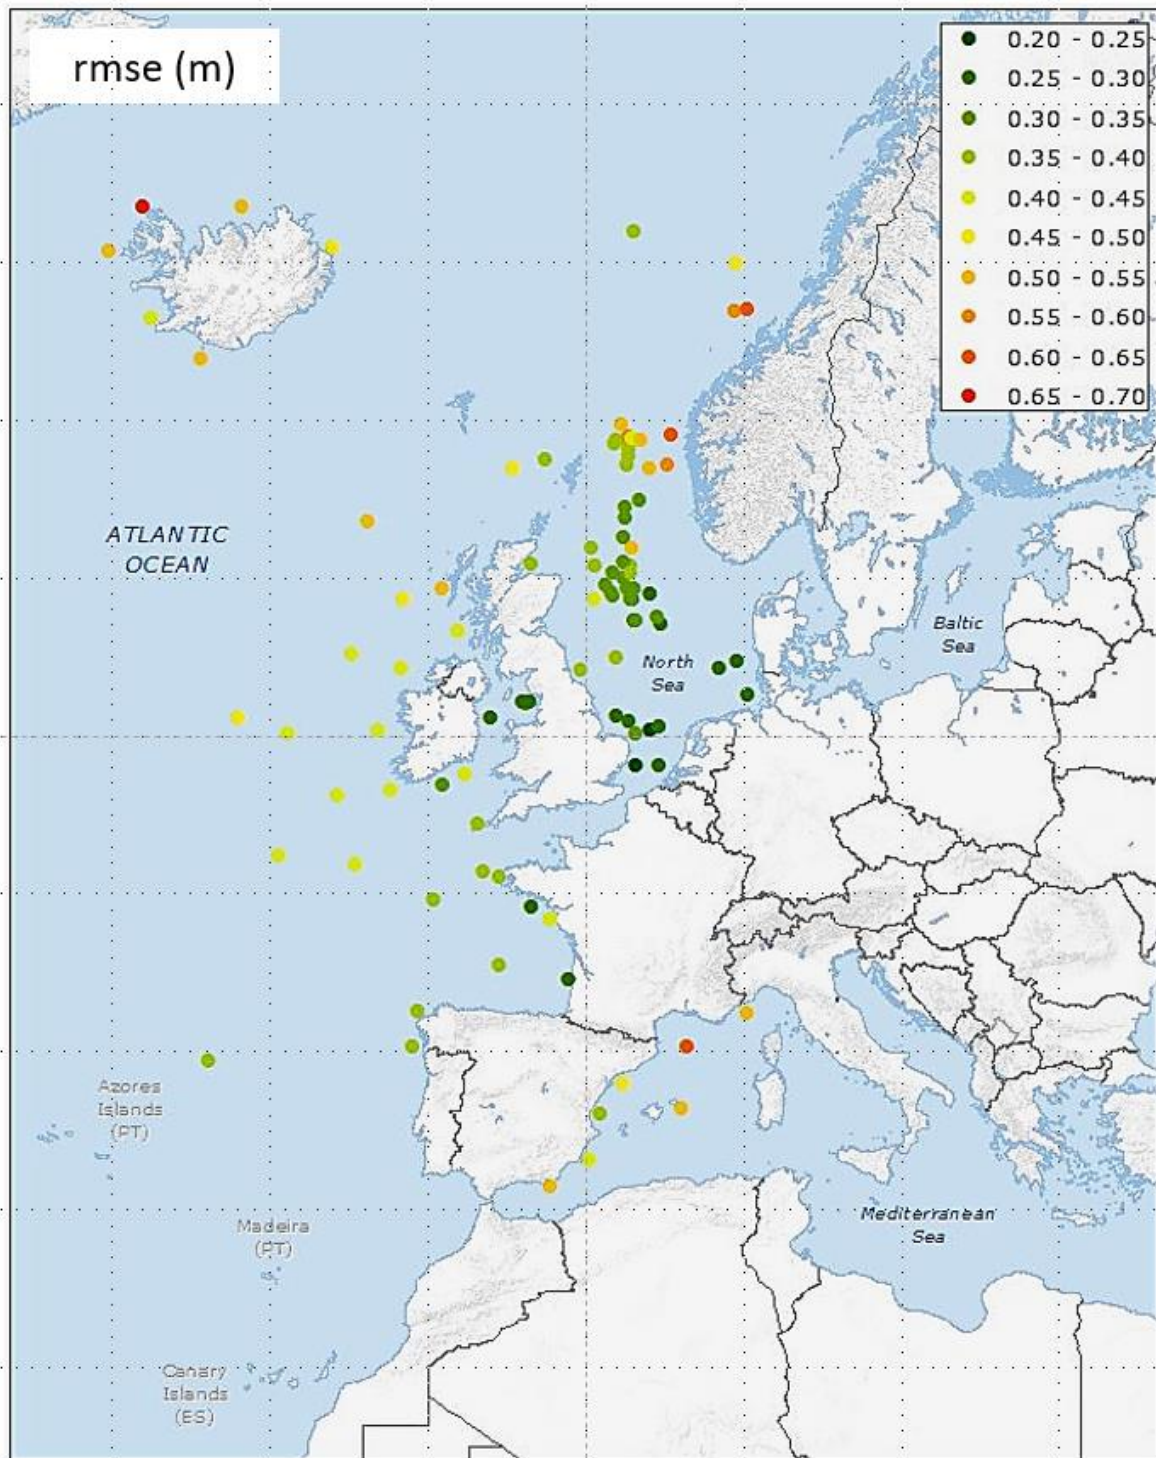 rmse (m)
0.20 - 0.25
0.25 - 0.30
0.30 - 0.35
0.35 - 0.40
0.40 - 0.45
0.45 - 0.50
0.50 - 0.55
0.55 - 0.60
0.60 - 0.65
0.65 - 0.70
ATLANTIC
OCEAN
Baltic
Sea
North
Sea
Azores
Islands
(PT)
Mediterranean
Sea
Madeira
(PT)
Canary
Islands
(ES)